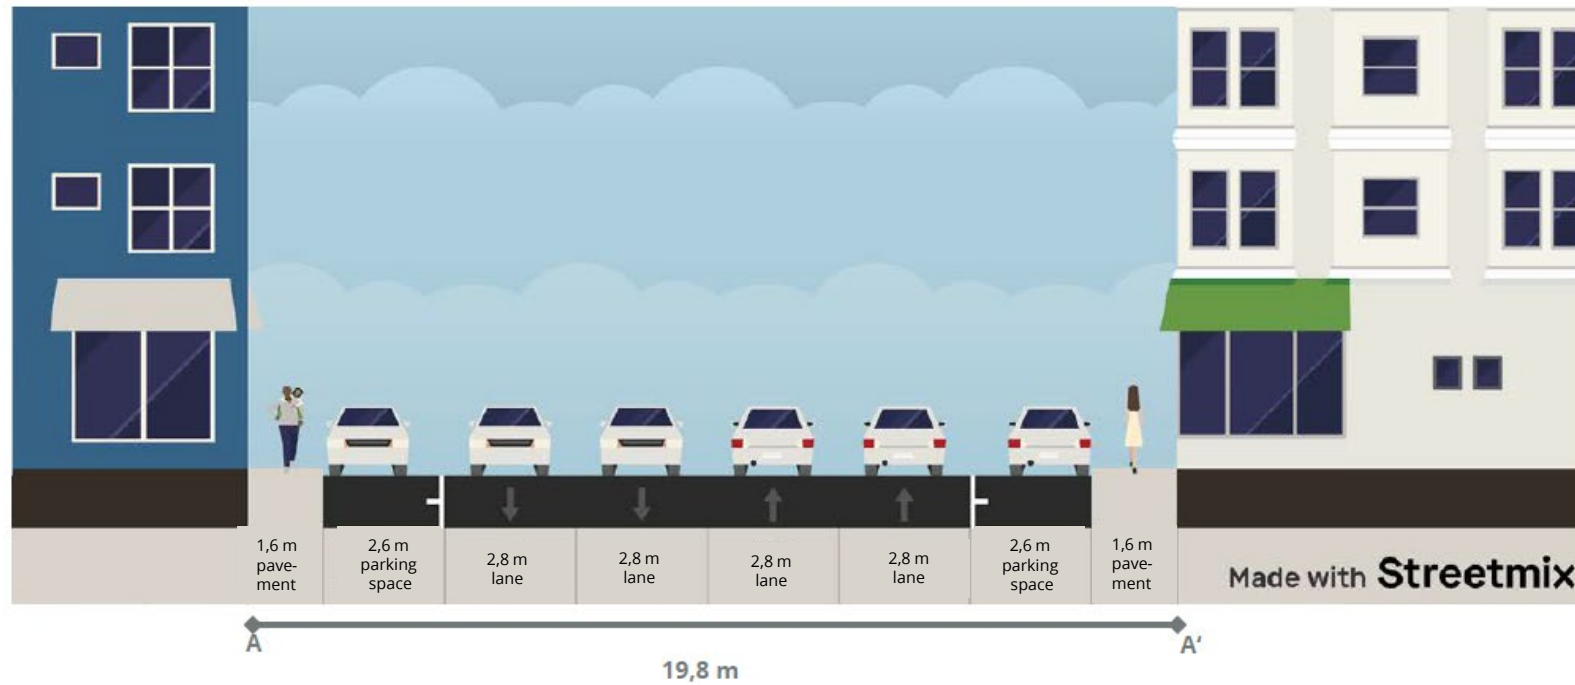 1,6 m
pave-
ment
2,6 m
parking
space
2,8 m
lane
2,8 m
lane
2,8 m
lane
2,8 m
lane
2,6 m
parking
space
1,6 m
pave-
ment
Made with Streetmix
A
A‘
19,8 m